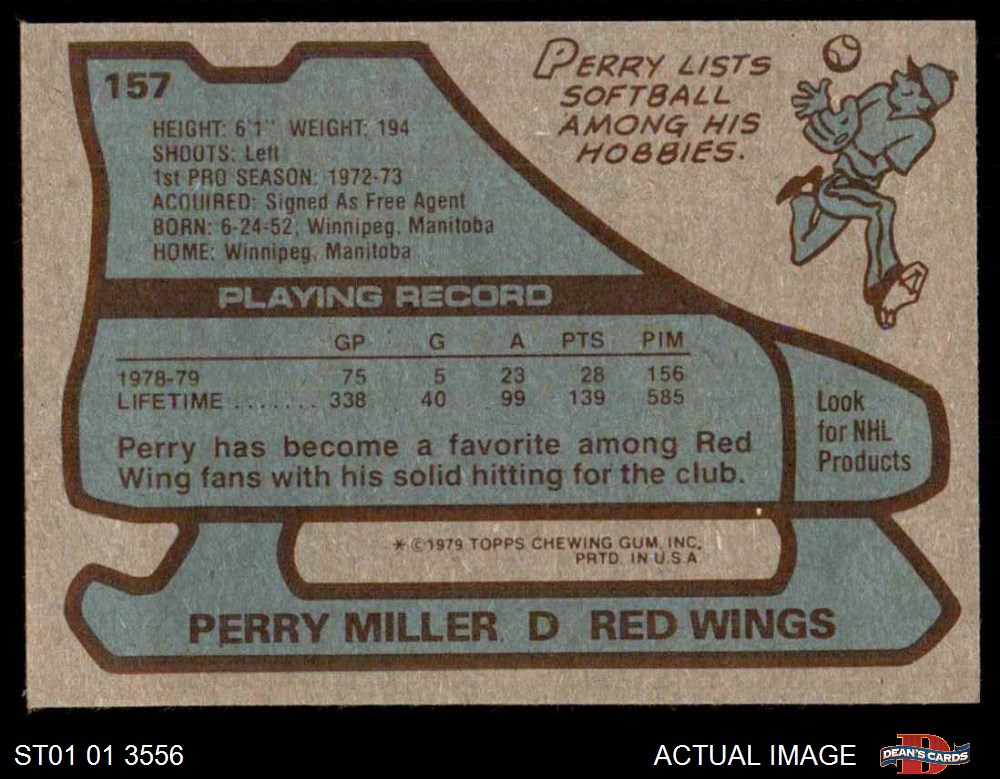 157
HEIGHT: 6'1" WEIGHT: 194
SHOOTS: Left
1st PRO SEASON: 1972-73
ACQUIRED: Signed As Free Agent
BORN: 6-24-52, Winnipeg, Manitoba
HOME: Winnipeg, Manitoba
PERRY LISTS
SOFTBALL
AMONG HIS
HOBBIES.
PLAYING RECORD
GP G A PTS PIM
1978-79 75 5 23 28 156
LIFETIME ....... 338 40 99 139 585
Perry has become a favorite among Red
Wing fans with his solid hitting for the club.
Look
for NHL
Products
* ©1979 TOPPS CHEWING GUM, INC.
PRTD. IN U.S.A.
PERRY MILLER D RED WINGS
ST01 01 3556
ACTUAL IMAGE
D
DEAN'S CARDS